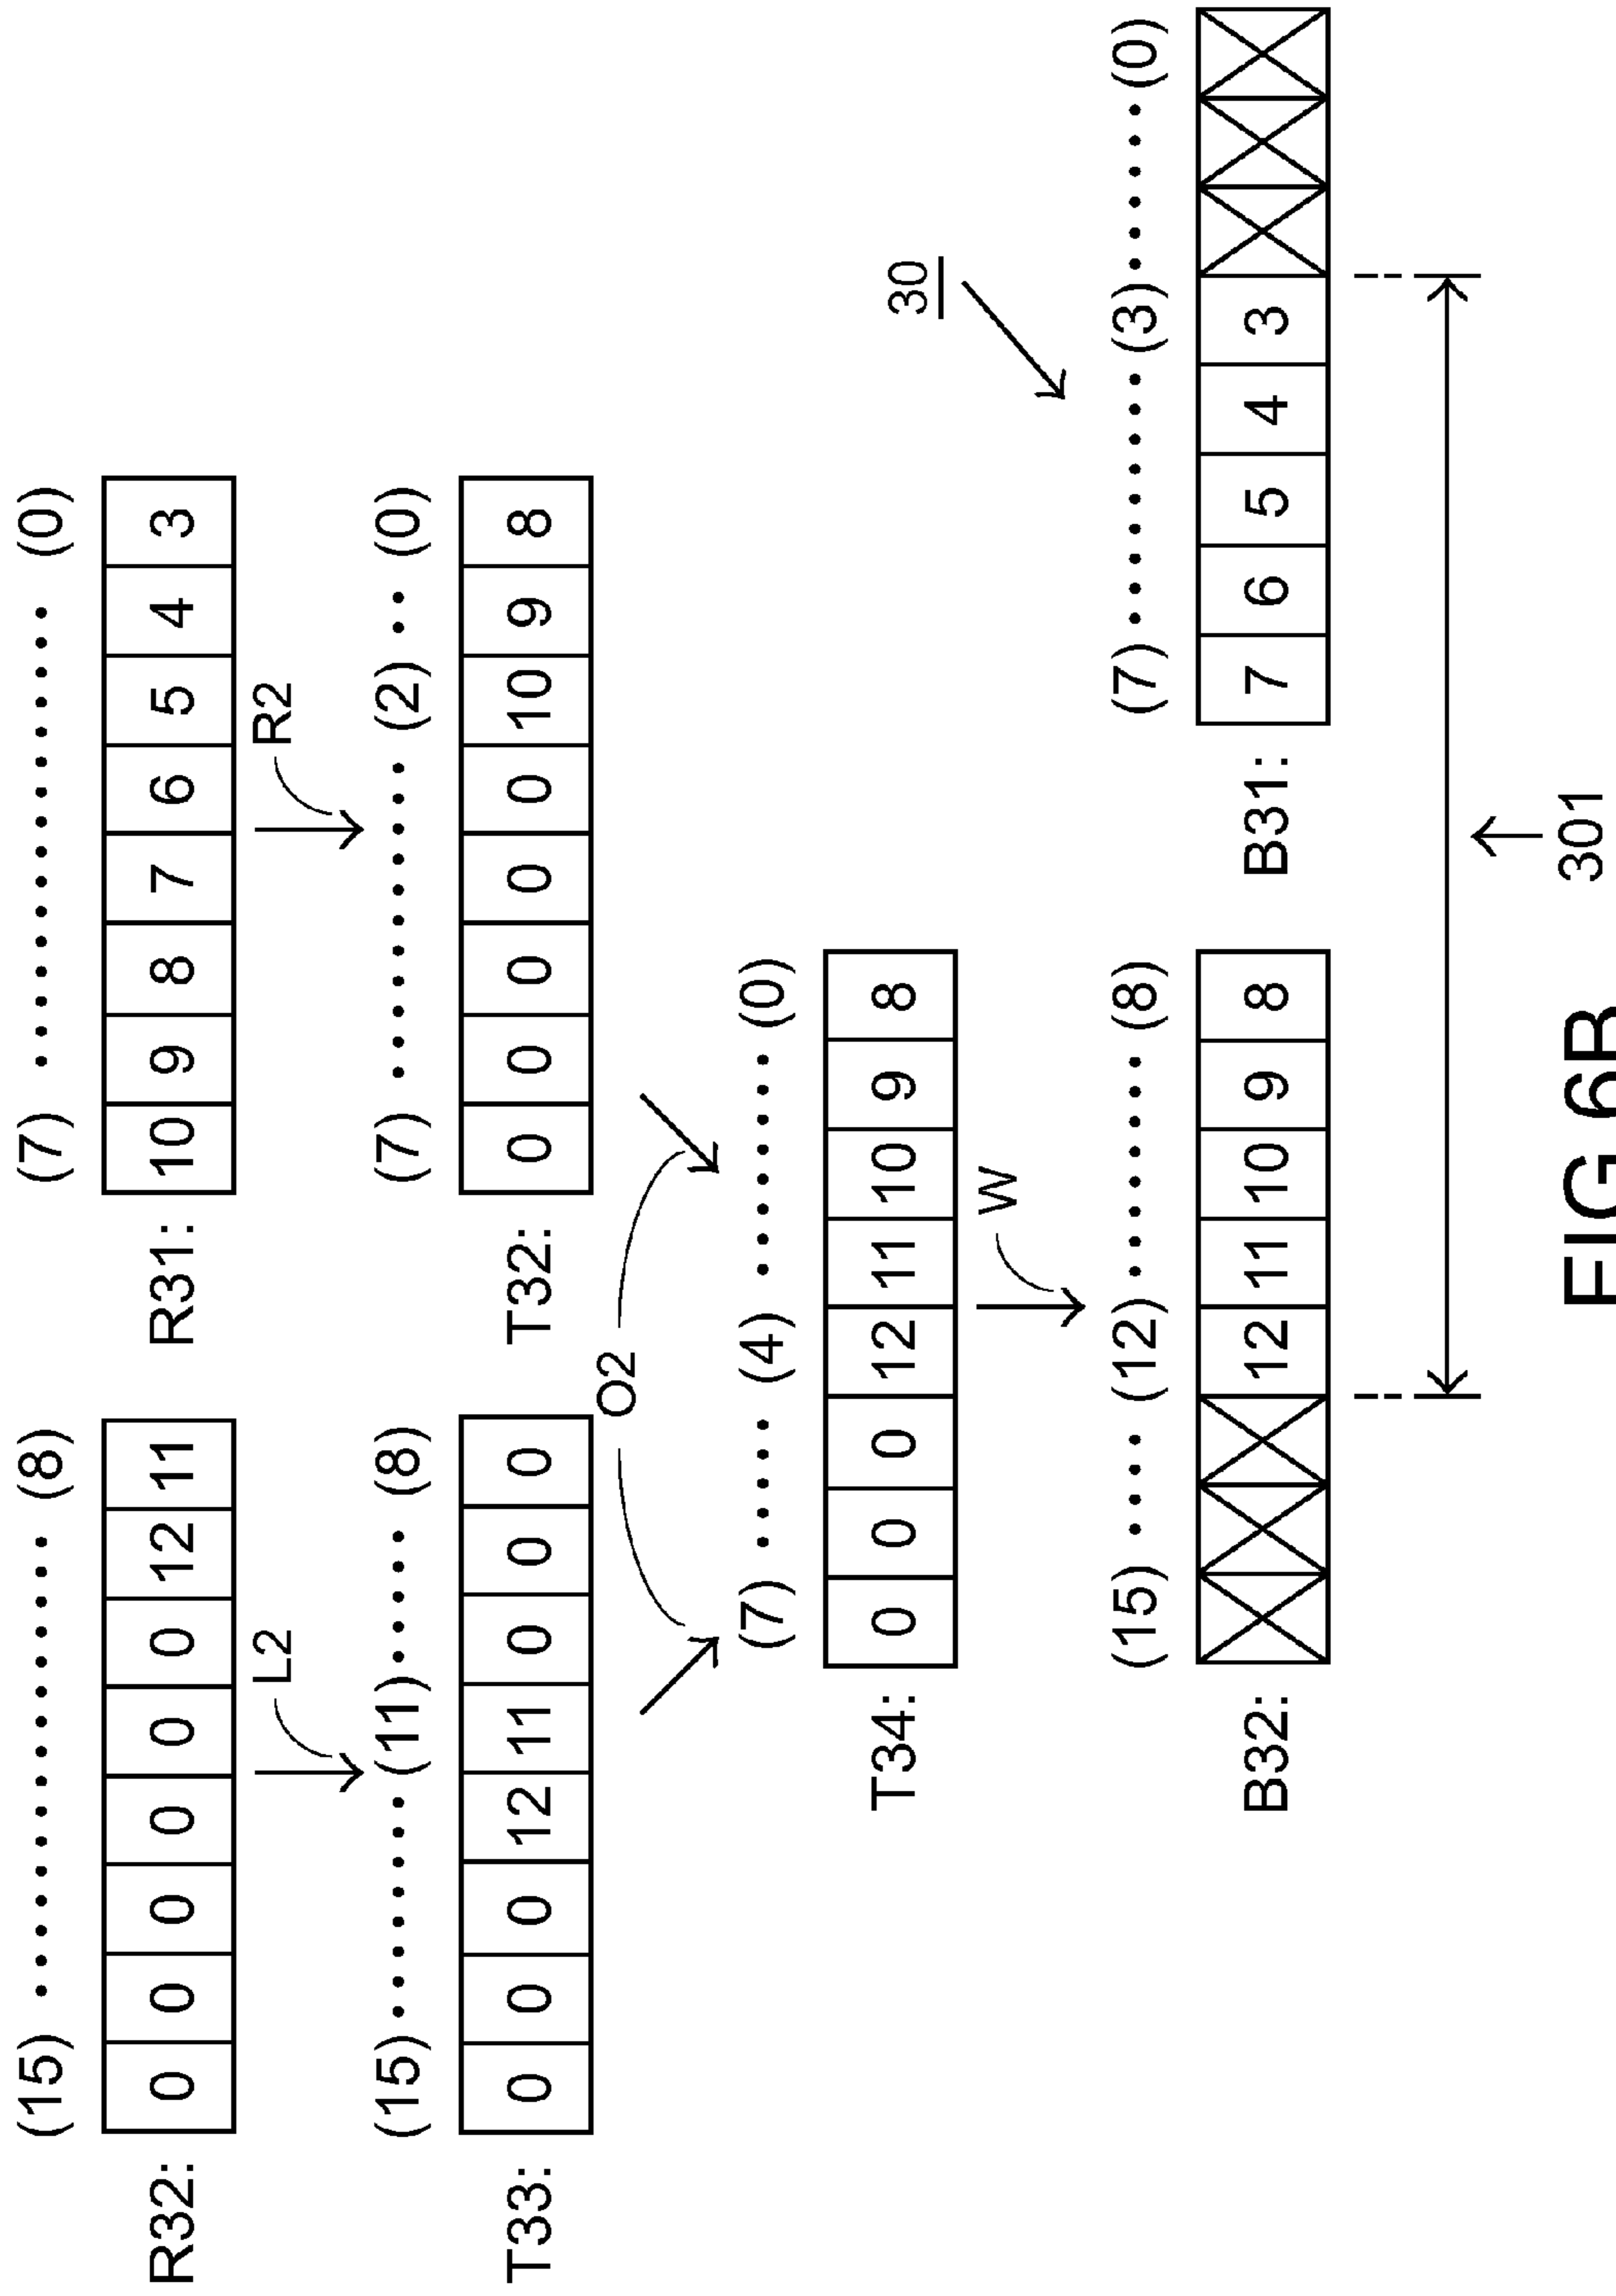 (15) ................ (8) (7) ................ (0)
R32: 0 0 0 0 0 0 12 11 R31: 10 9 8 7 6 5 4 3
L2 R2
(15) ........ (11) ..... (8) (7) ........... (2) .. (0)
T33: 0 0 0 12 11 0 0 0 T32: 0 0 0 0 0 10 9 8
O2
(7) ..... (4) ........ (0)
T34: 0 0 0 12 11 10 9 8
W
30
(15) .... (12) ........ (8) (7) ......... (3) ...... (0)
B32: 12 11 10 9 8 B31: 7 6 5 4 3
301
FIG 6B